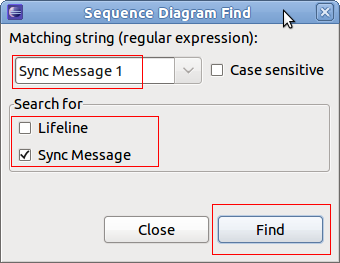 Sequence Diagram Find
Matching string (regular expression):
Sync Message 1
Case sensitive
Search for
Lifeline
Sync Message
Close
Find